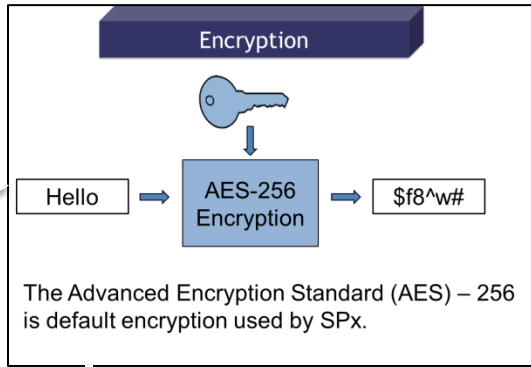 Encryption
Hello
AES-256
Encryption
$f8^w#
The Advanced Encryption Standard (AES) – 256
is default encryption used by SPx.